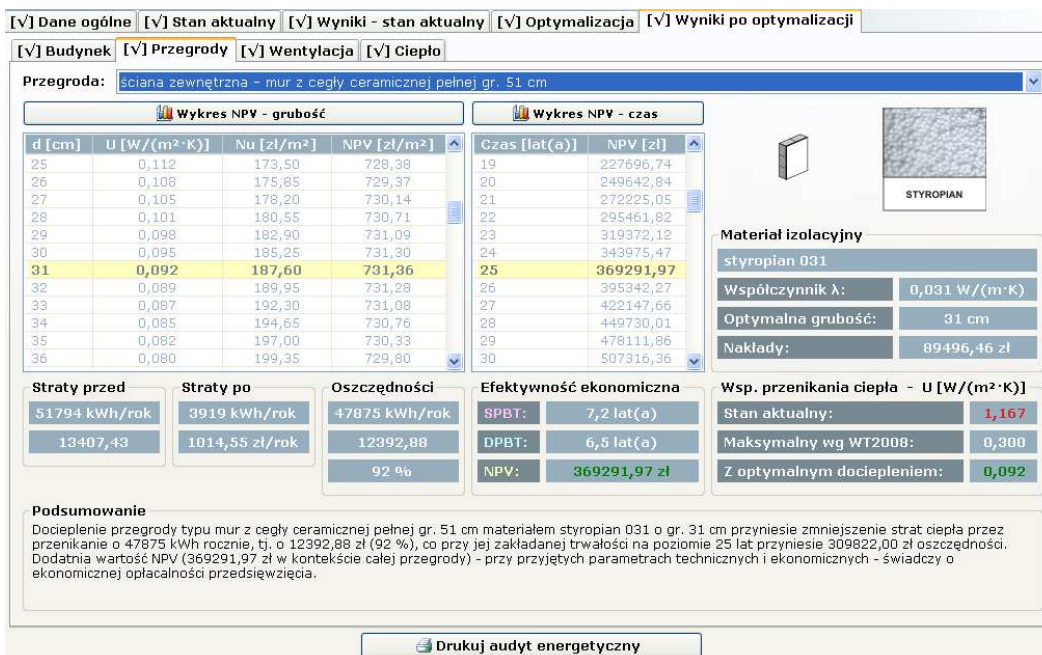 [√] Dane ogólne [√] Stan aktualny [√] Wyniki - stan aktualny [√] Optymalizacja [√] Wyniki po optymalizacji
[√] Budynek [√] Przegrody [√] Wentylacja [√] Ciepło
Przegroda: ściana zewnętrzna - mur z cegły ceramicznej pełnej gr. 51 cm
Wykres NPV - grubość
d [cm] U [W/(m²·K)] Nu [zł/m²] NPV [zł/m²]
25 0,112 173,50 728,38
26 0,108 175,85 729,37
27 0,105 178,20 730,14
28 0,101 180,55 730,71
29 0,098 182,90 731,09
30 0,095 185,25 731,30
31 0,092 187,60 731,36
32 0,089 189,95 731,28
33 0,087 192,30 731,08
34 0,085 194,65 730,76
35 0,082 197,00 730,33
36 0,080 199,35 729,80
Wykres NPV - czas
Czas [lat(a)] NPV [zł]
19 227696,74
20 249642,84
21 272225,05
22 295461,82
23 319372,12
24 343975,47
25 369291,97
26 395342,27
27 422147,66
28 449730,01
29 478111,86
30 507316,36
STYROPIAN
Materiał izolacyjny
styropian 031
Współczynnik λ: 0,031 W/(m·K)
Optymalna grubość: 31 cm
Nakłady: 89496,46 zł
Straty przed
51794 kWh/rok
13407,43
Straty po
3919 kWh/rok
1014,55 zł/rok
Oszczędności
47875 kWh/rok
12392,88
92 %
Efektywność ekonomiczna
SPBT: 7,2 lat(a)
DPBT: 6,5 lat(a)
NPV: 369291,97 zł
Wsp. przenikania ciepła - U [W/(m²·K)]
Stan aktualny: 1,167
Maksymalny wg WT2008: 0,300
Z optymalnym dociepleniem: 0,092
Podsumowanie
Docieplenie przegrody typu mur z cegły ceramicznej pełnej gr. 51 cm materiałem styropian 031 o gr. 31 cm przyniesie zmniejszenie strat ciepła przez
przenikanie o 47875 kWh rocznie, tj. o 12392,88 zł (92 %), co przy jej zakładanej trwałości na poziomie 25 lat przyniesie 309822,00 zł oszczędności.
Dodatnia wartość NPV (369291,97 zł w kontekście całej przegrody) - przy przyjętych parametrach technicznych i ekonomicznych - świadczy o
ekonomicznej opłacalności przedsięwzięcia.
Drukuj audyt energetyczny